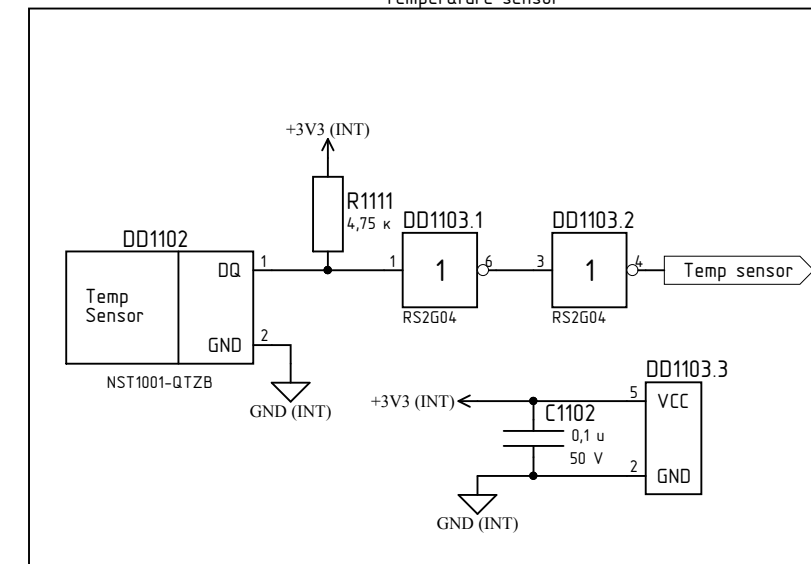 Temperature sensor
+3V3 (INT)
R1111
4,75 к
DD1103.1
DD1103.2
DD1102
DQ
1
1
1
6
3
1
4
Temp sensor
Temp
Sensor
RS2G04
RS2G04
GND
2
NST1001-QTZB
GND (INT)
DD1103.3
+3V3 (INT)
C1102
5
VCC
0,1 u
50 V
2
GND
GND (INT)